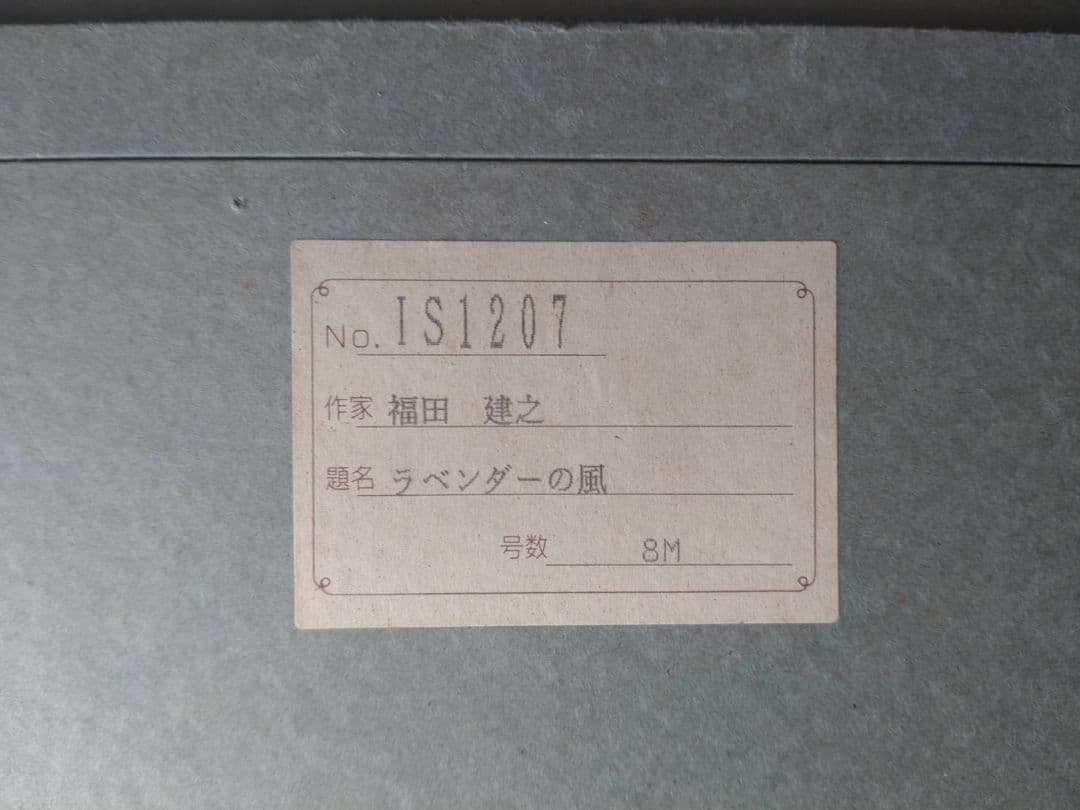 No. IS1207
作家 福田 建之
題名 ラベンダーの風
号数 8M